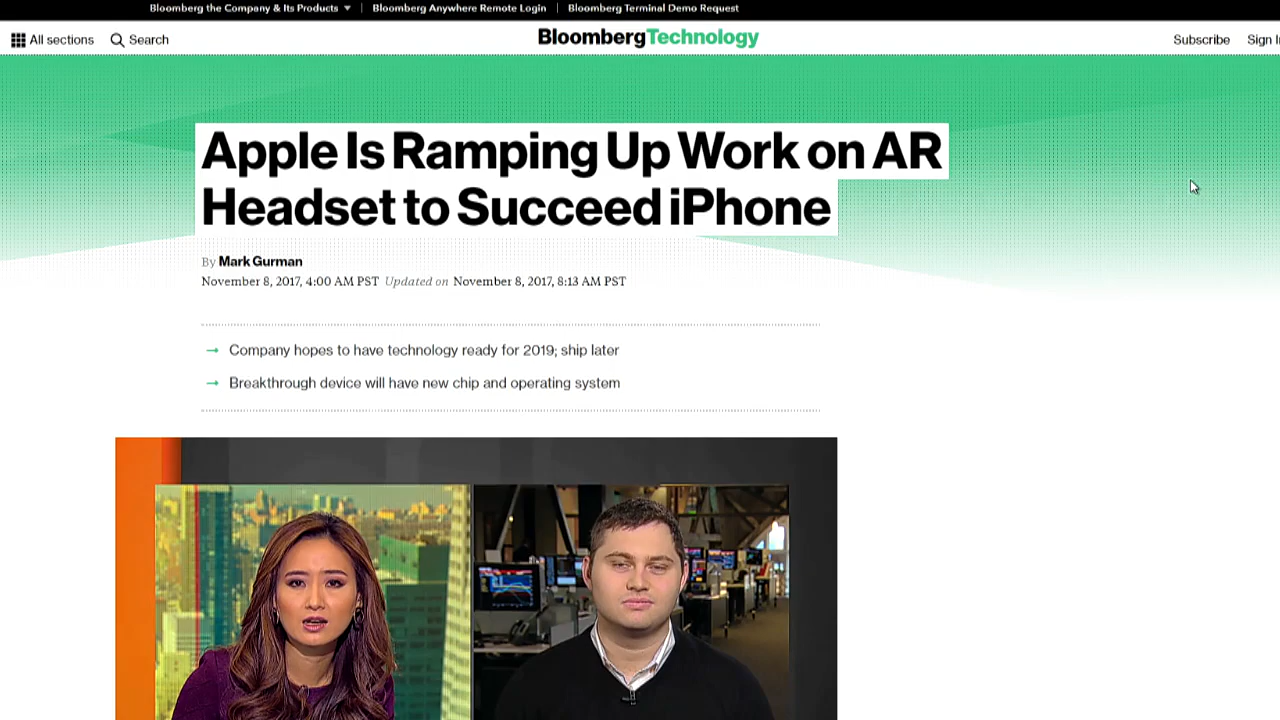 Bloomberg the Company & Its Products
Bloomberg Anywhere Remote Login
Bloomberg Terminal Demo Request
All sections
Search
BloombergTechnology
Subscribe
Sign I
Apple Is Ramping Up Work on AR
Headset to Succeed iPhone
By Mark Gurman
November 8, 2017, 4:00 AM PST Updated on November 8, 2017, 8:13 AM PST
→ Company hopes to have technology ready for 2019; ship later
→ Breakthrough device will have new chip and operating system